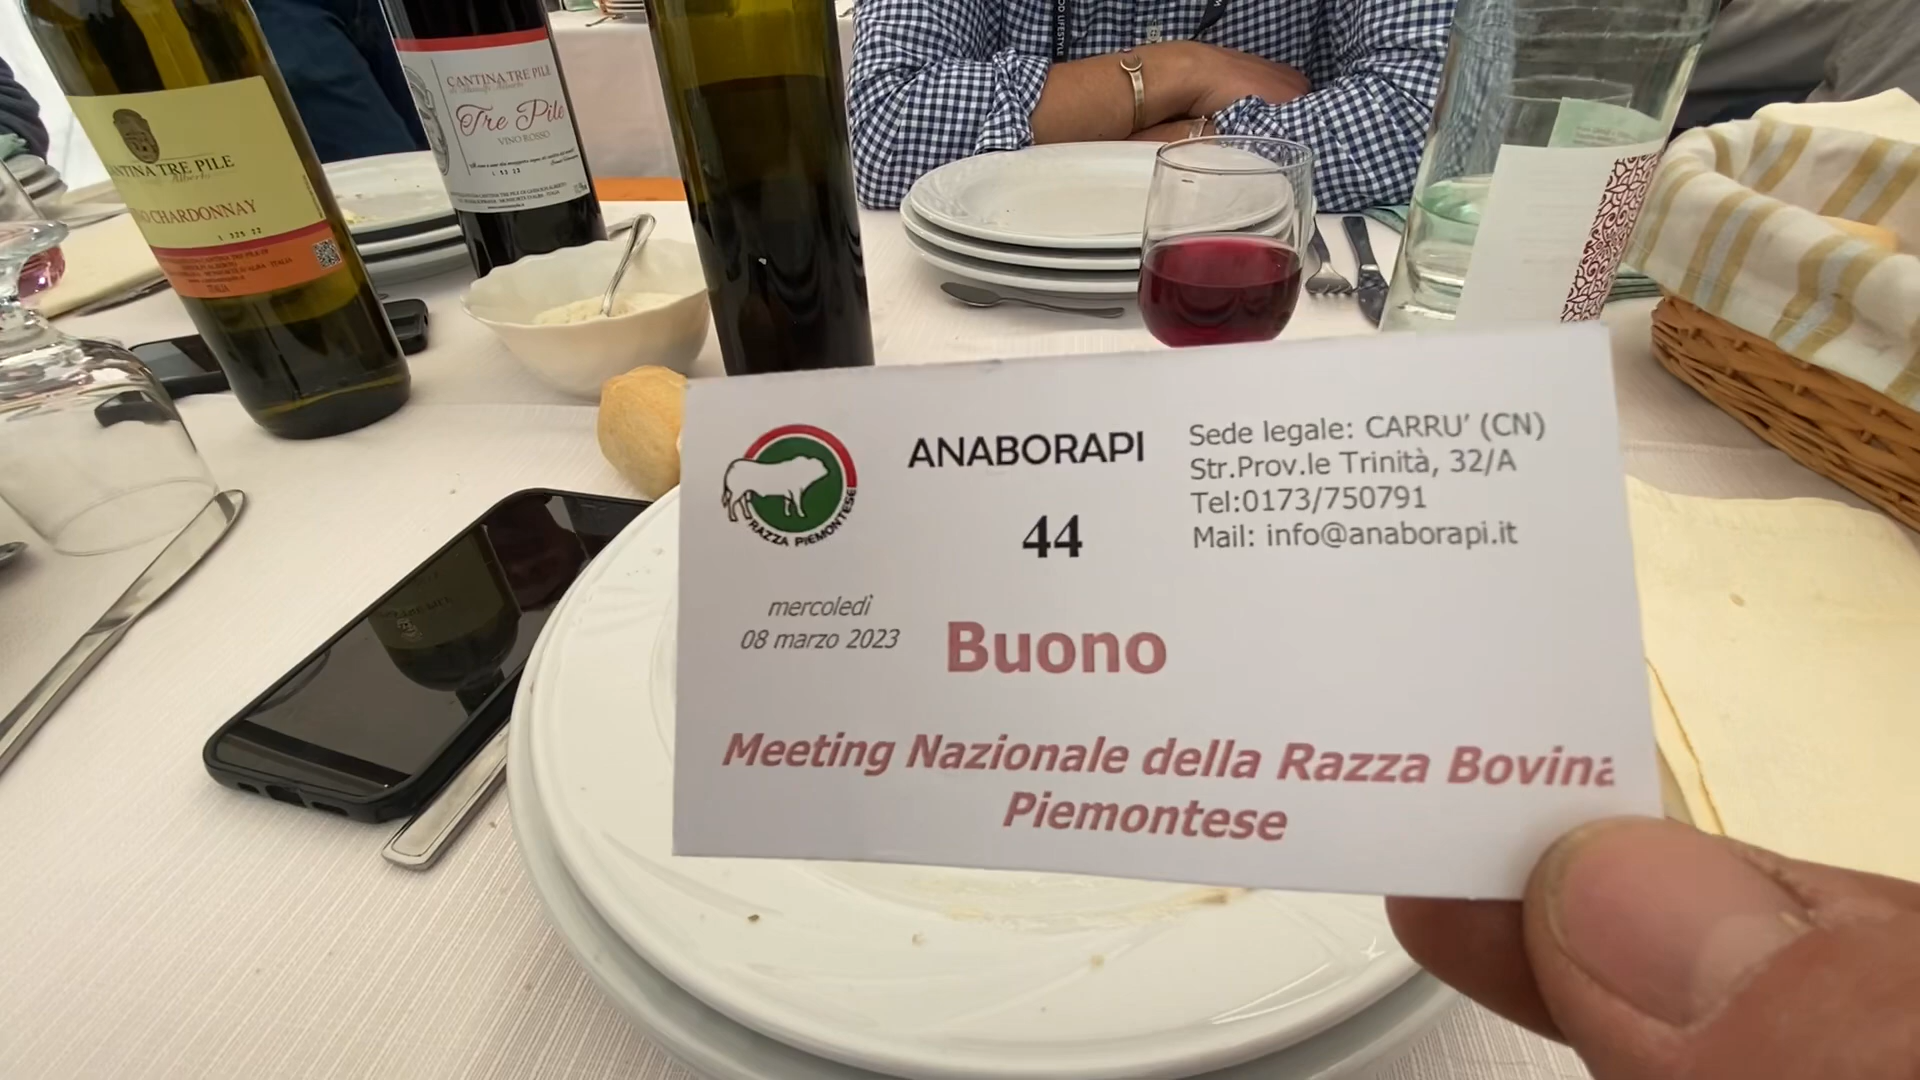 CANTINA TRE PILE
CHARDONNAY
ITALIA
CANTINA TRE PILE
Tre Pile
VINO ROSSO
LIFESTYLE
RAZZA PIEMONTESE
ANABORAPI
44
Sede legale: CARRU' (CN)
Str.Prov.le Trinità, 32/A
Tel:0173/750791
Mail: info@anaborapi.it
mercoledì
08 marzo 2023
Buono
Meeting Nazionale della Razza Bovina
Piemontese